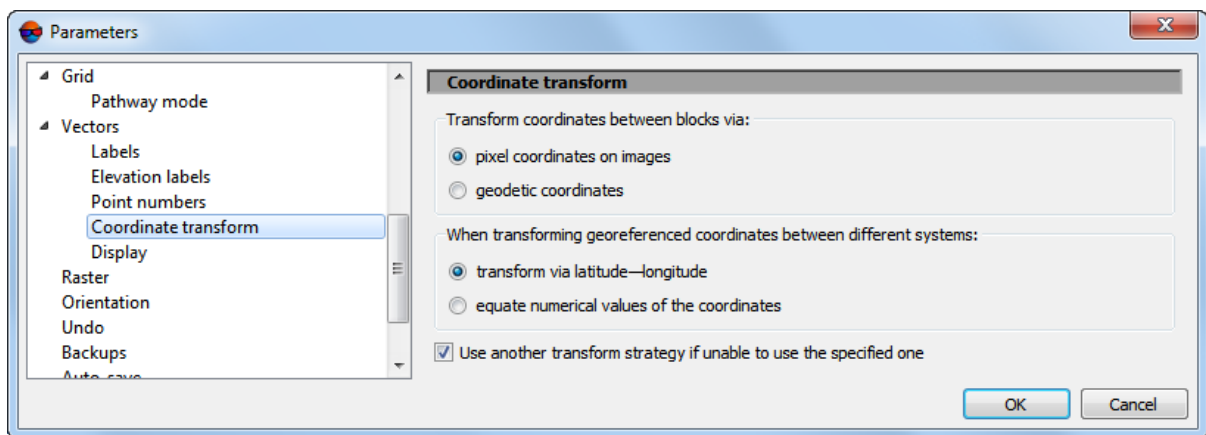 Parameters
Grid
Pathway mode
Vectors
Labels
Elevation labels
Point numbers
Coordinate transform
Display
Raster
Orientation
Undo
Backups
Auto-save
Coordinate transform
Transform coordinates between blocks via:
pixel coordinates on images
geodetic coordinates
When transforming georeferenced coordinates between different systems:
transform via latitude—longitude
equate numerical values of the coordinates
Use another transform strategy if unable to use the specified one
OK
Cancel